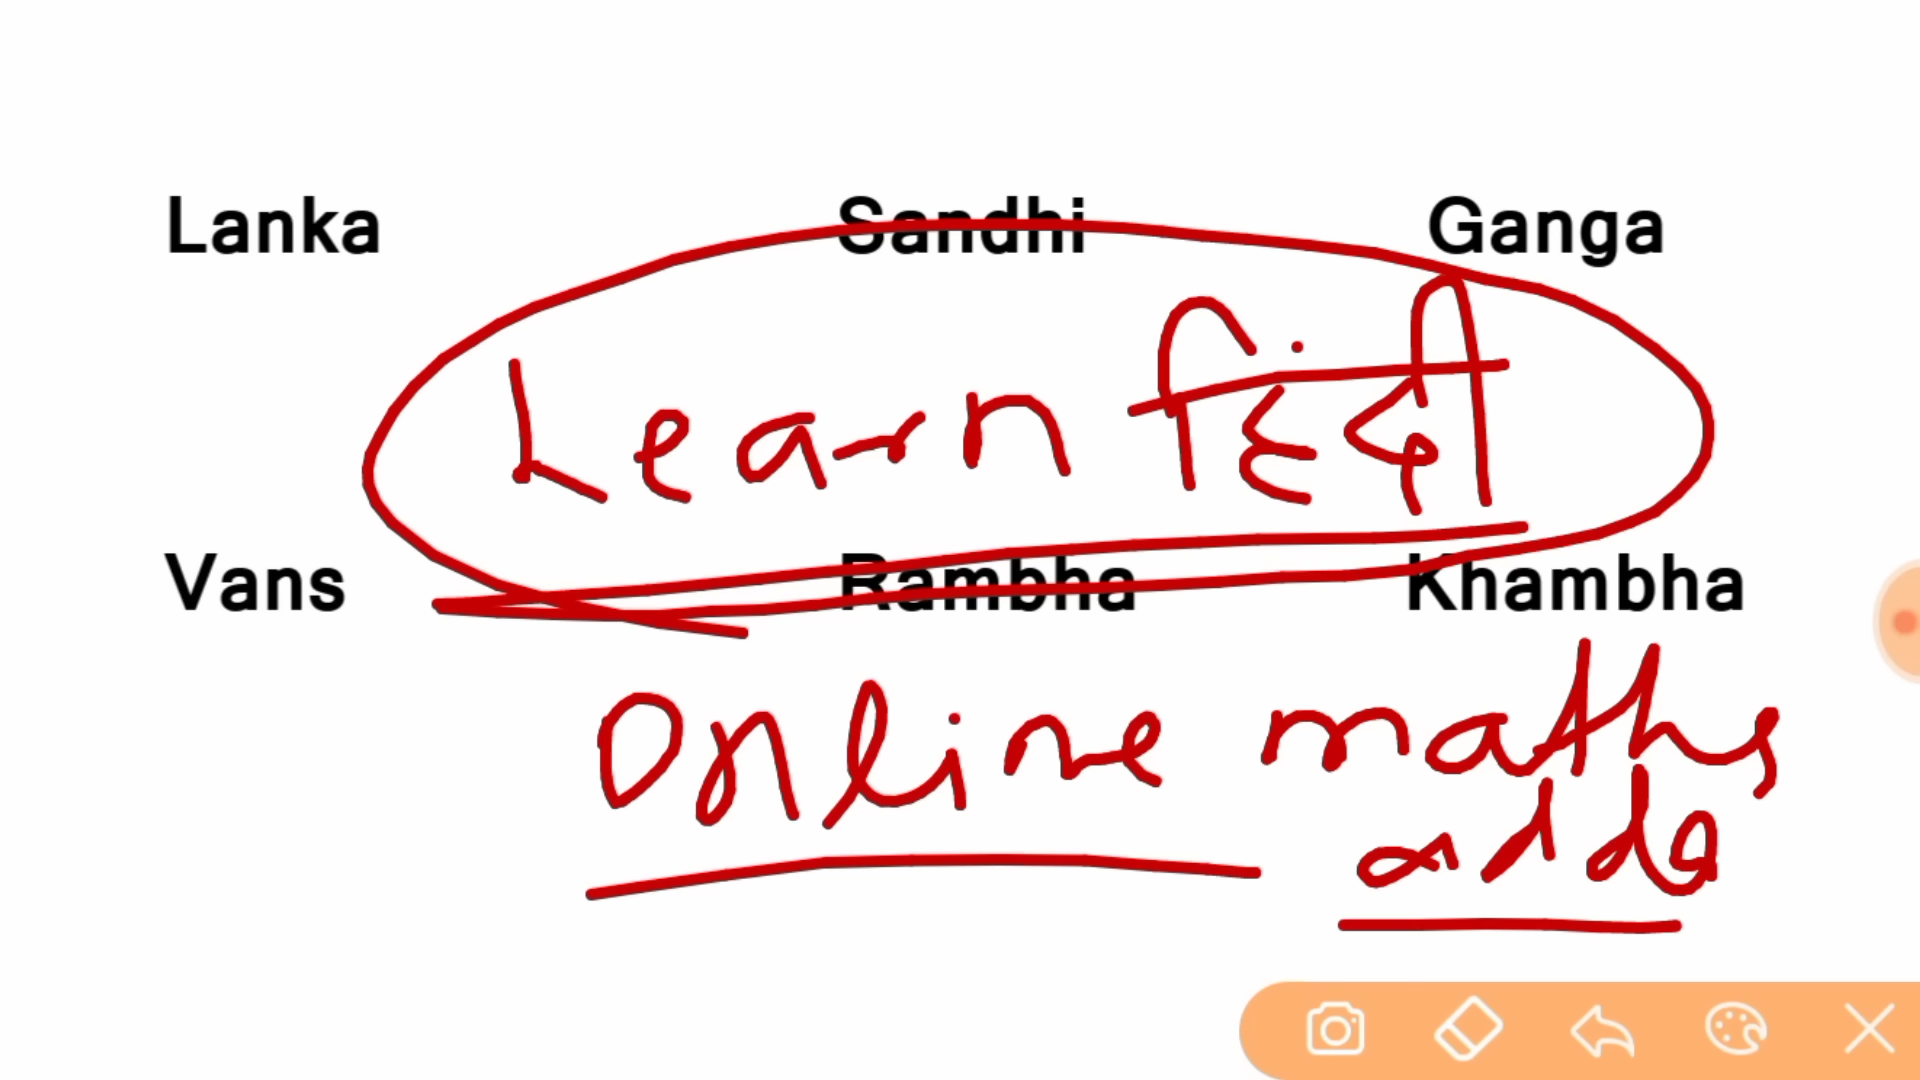 Lanka Sandhi Ganga
Learn हिंदी
Vans Rambha Khambha
Online maths
adda